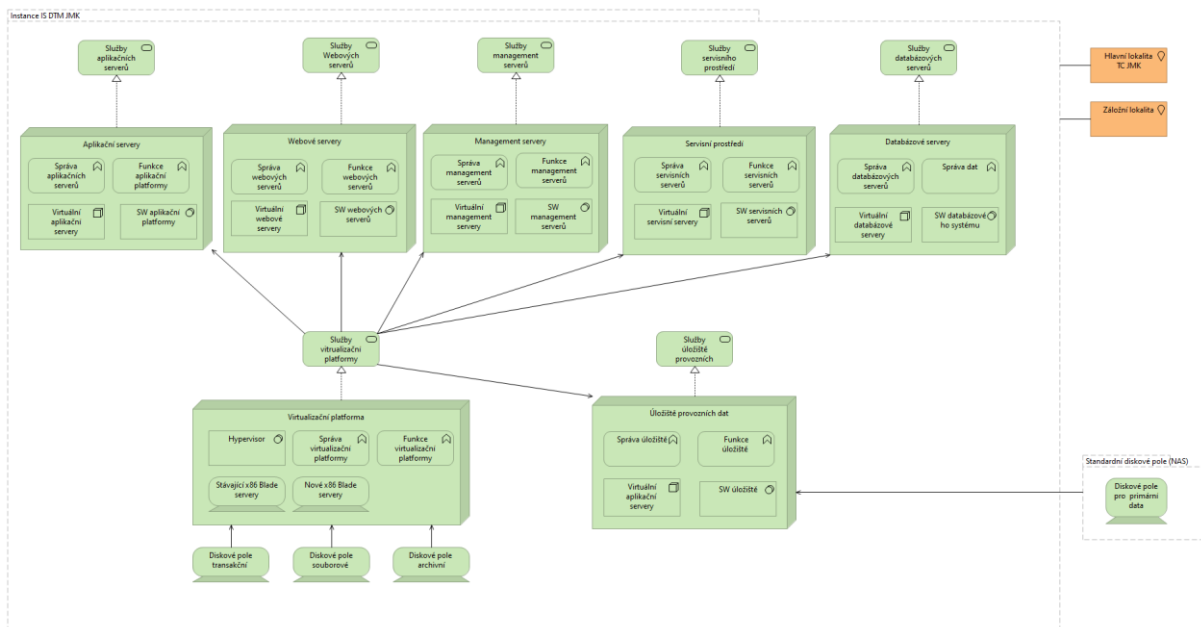 Instance IS DTM JMK
Služby
aplikačních
serverů
Služby
Webových
serverů
Služby
management
serverů
Služby
servisního
prostředí
Služby
databázových
serverů
Hlavní lokalita
TC JMK
Záložní lokalita
Aplikační servery
Správa
aplikačních
serverů
Funkce
aplikační
platformy
Virtuální
aplikační
servery
SW aplikační
platformy
Webové servery
Správa
webových
serverů
Funkce
webových
serverů
Virtuální
webové
servery
SW webových
serverů
Management servery
Správa
management
serverů
Funkce
management
serverů
Virtuální
management
servery
SW
management
serverů
Servisní prostředí
Správa
servisních
serverů
Funkce
servisních
serverů
Virtuální
servisní servery
SW servisních
serverů
Databázové servery
Správa
databázových
serverů
Správa dat
Virtuální
databázové
servery
SW databázové
ho systému
Služby
vitrualizační
platformy
Služby
úložiště
provozních
Virtualizační platforma
Hypervisor
Správa
virtualizační
platformy
Funkce
virtualizační
platformy
Stávající x86 Blade
servery
Nové x86 Blade
servery
Úložiště provozních dat
Správa úložiště
Funkce
úložiště
Virtuální
aplikační
servery
SW úložiště
Standardní diskové pole (NAS)
Diskové pole
pro primární
data
Diskové pole
transakční
Diskové pole
souborové
Diskové pole
archivní